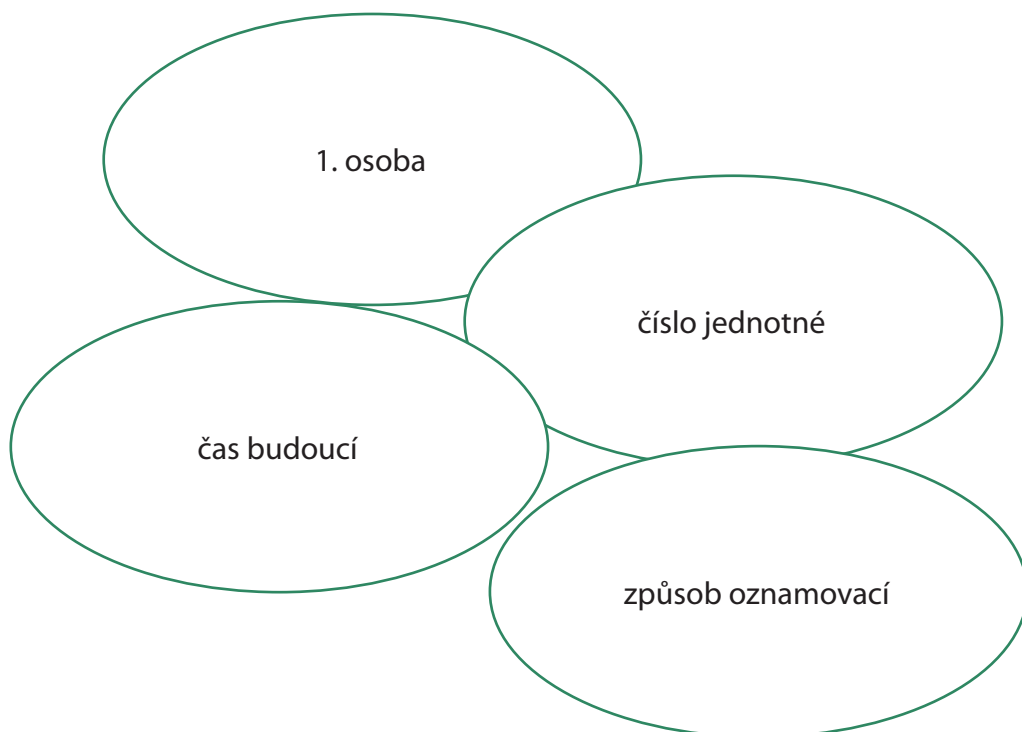 1. osoba
číslo jednotné
čas budoucí
způsob oznamovací